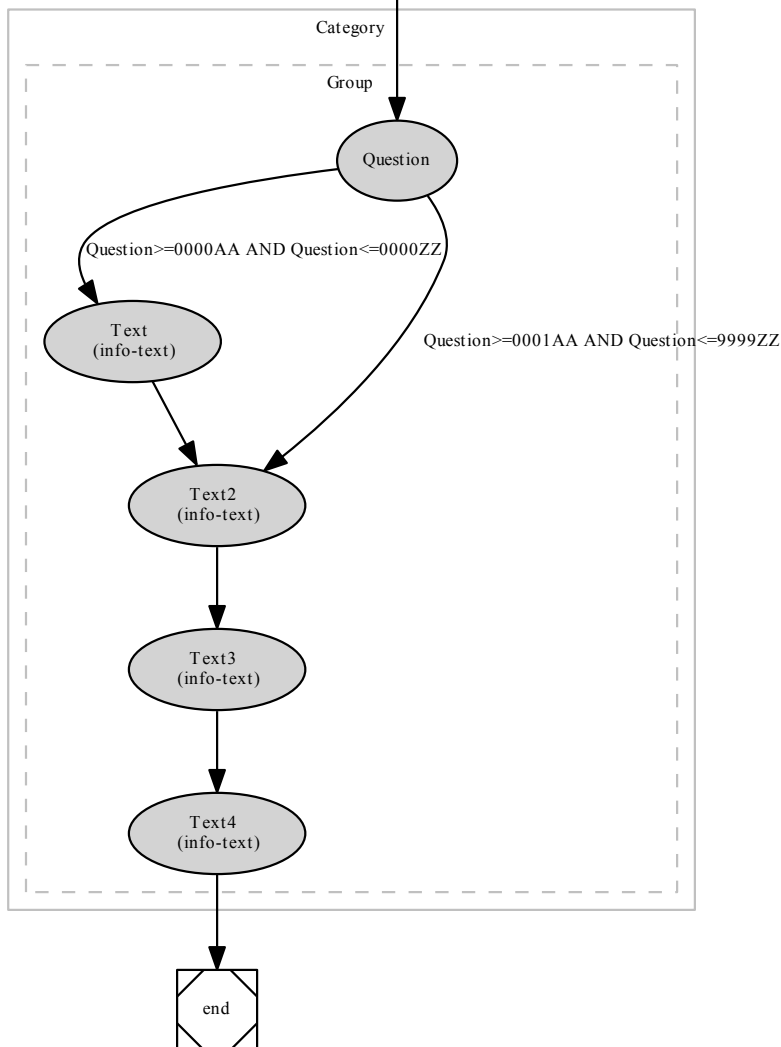 Category
Group
Question
Question>=0000AA AND Question<=0000ZZ
Text
(info-text)
Question>=0001AA AND Question<=9999ZZ
Text2
(info-text)
Text3
(info-text)
Text4
(info-text)
end